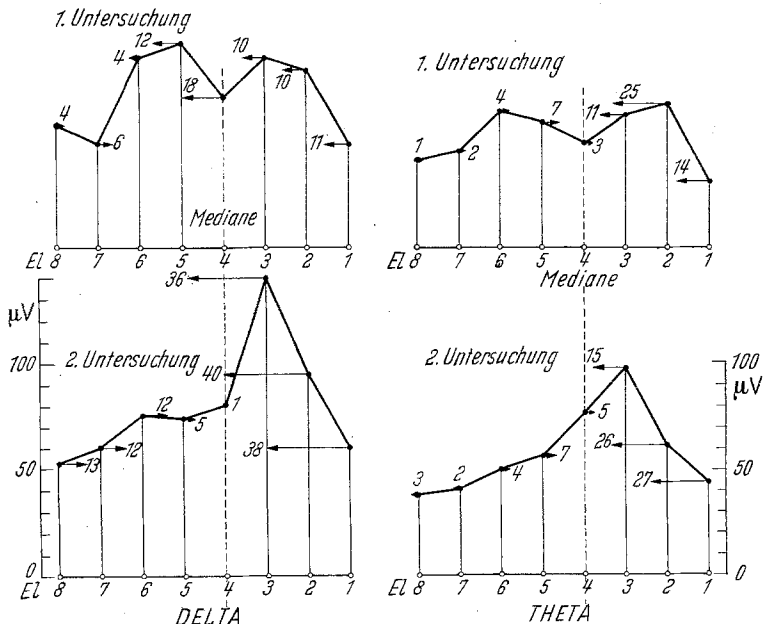 1. Untersuchung
4 6 4 12 18 10 10 11
Mediane
El 8 7 6 5 4 3 2 1
1. Untersuchung
1 2 4 7 3 11 25 14
El 8 7 6 5 4 3 2 1
Mediane
μV
100
50
0
2. Untersuchung
13 12 12 5 1 36 40 38
El 8 7 6 5 4 3 2 1
DELTA
2. Untersuchung
3 2 4 7 5 15 26 27
100
μV
50
0
El 8 7 6 5 4 3 2 1
THETA